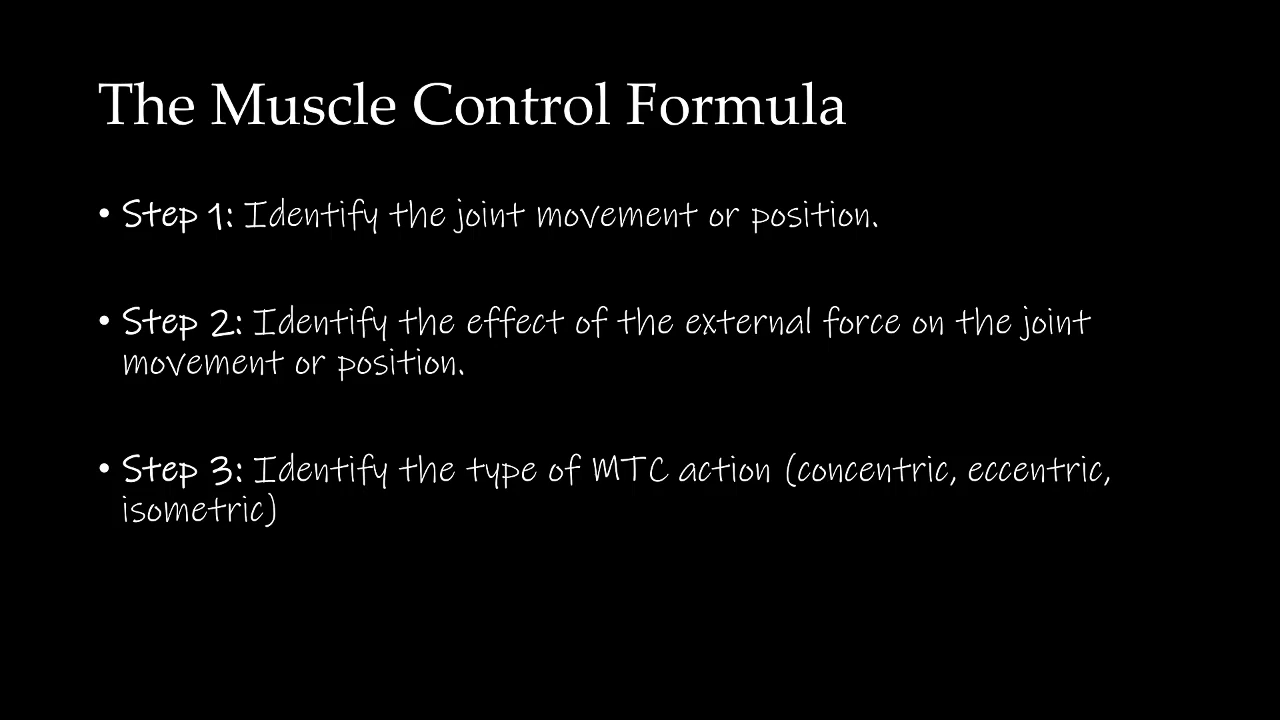 The Muscle Control Formula
• Step 1: Identify the joint movement or position.
• Step 2: Identify the effect of the external force on the joint
movement or position.
• Step 3: Identify the type of MTC action (concentric, eccentric,
isometric)